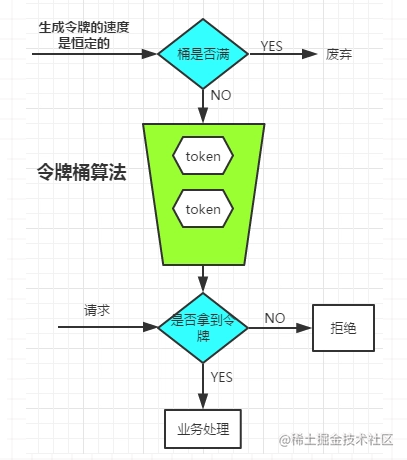 生成令牌的速度
是恒定的
桶是否满
YES
废弃
NO
token
令牌桶算法
token
请求
是否拿到令
牌
NO
拒绝
YES
业务处理
@稀土掘金技术社区